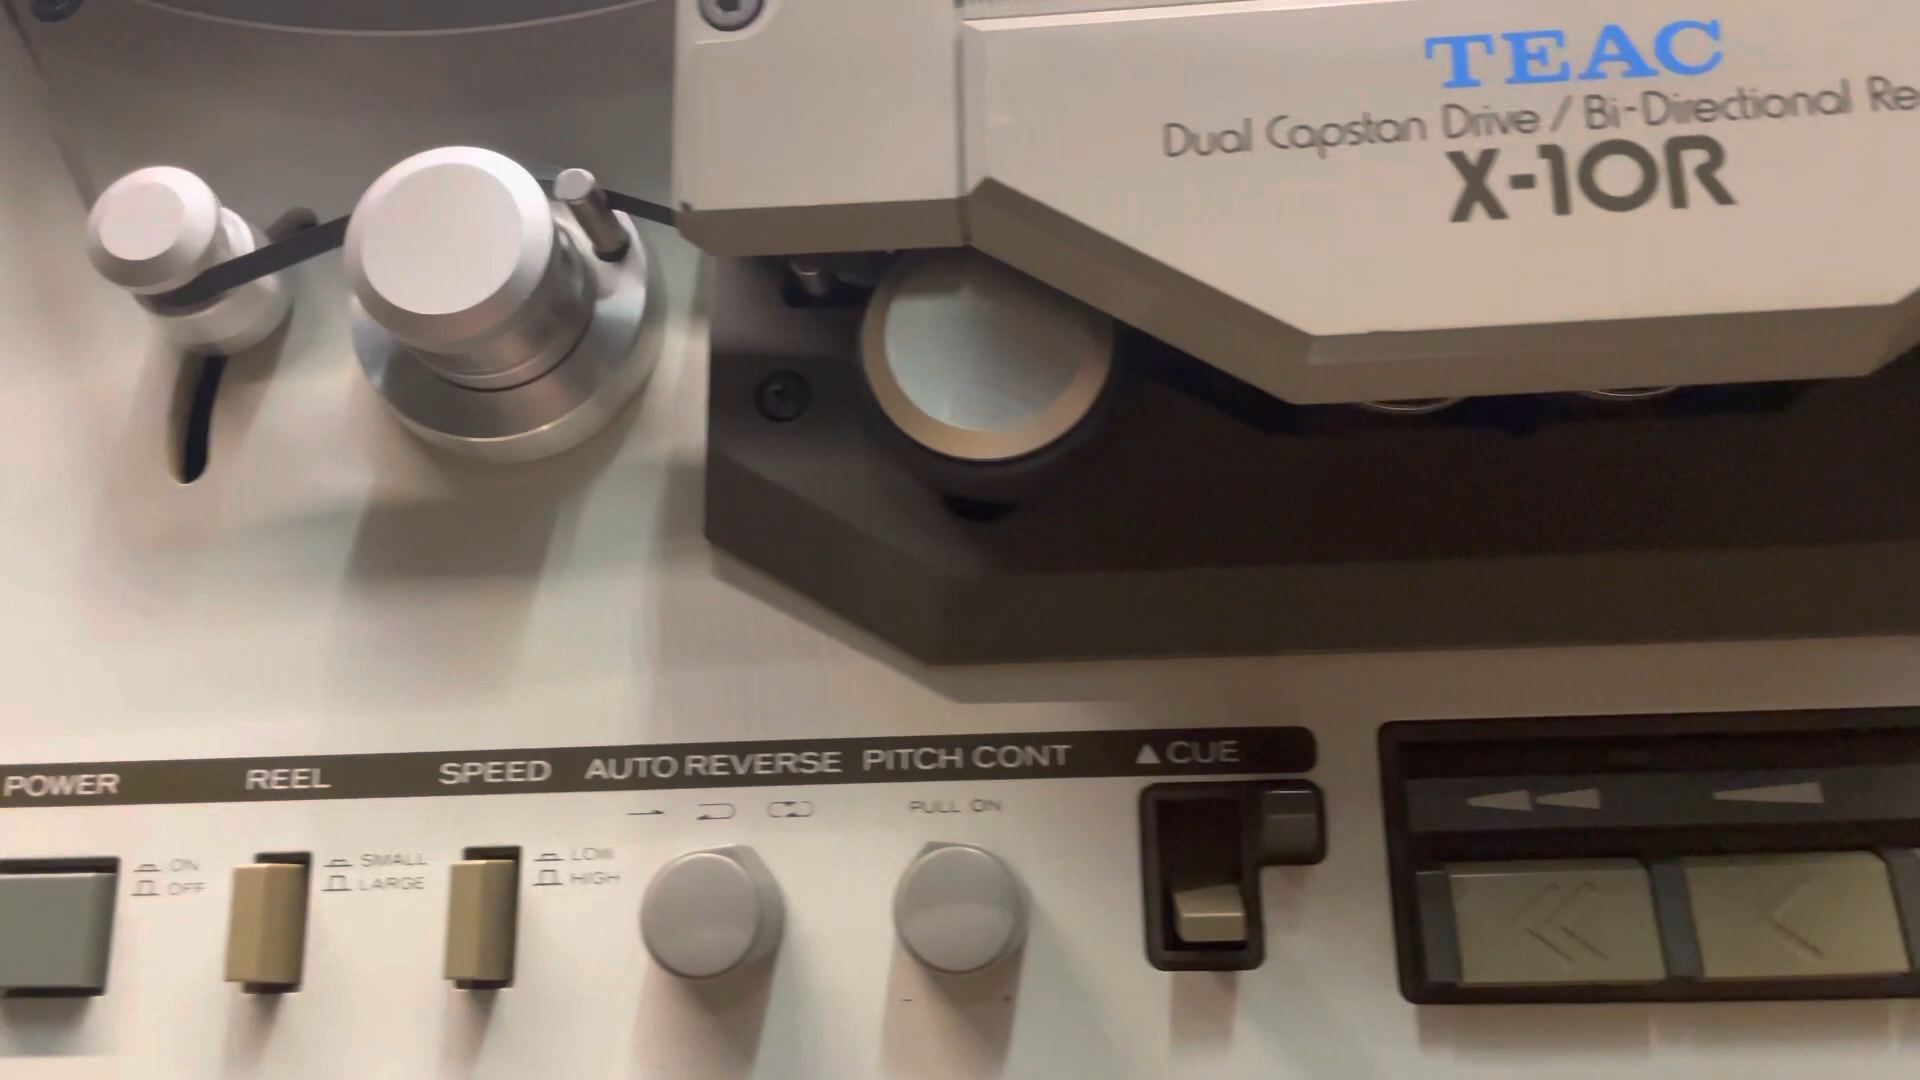 TEAC
Dual Capstan Drive / Bi-Directional Re
X-10R
POWER REEL SPEED AUTO REVERSE PITCH CONT ▲CUE
PULL ON
ON
OFF
SMALL
LARGE
LOW
HIGH
- +